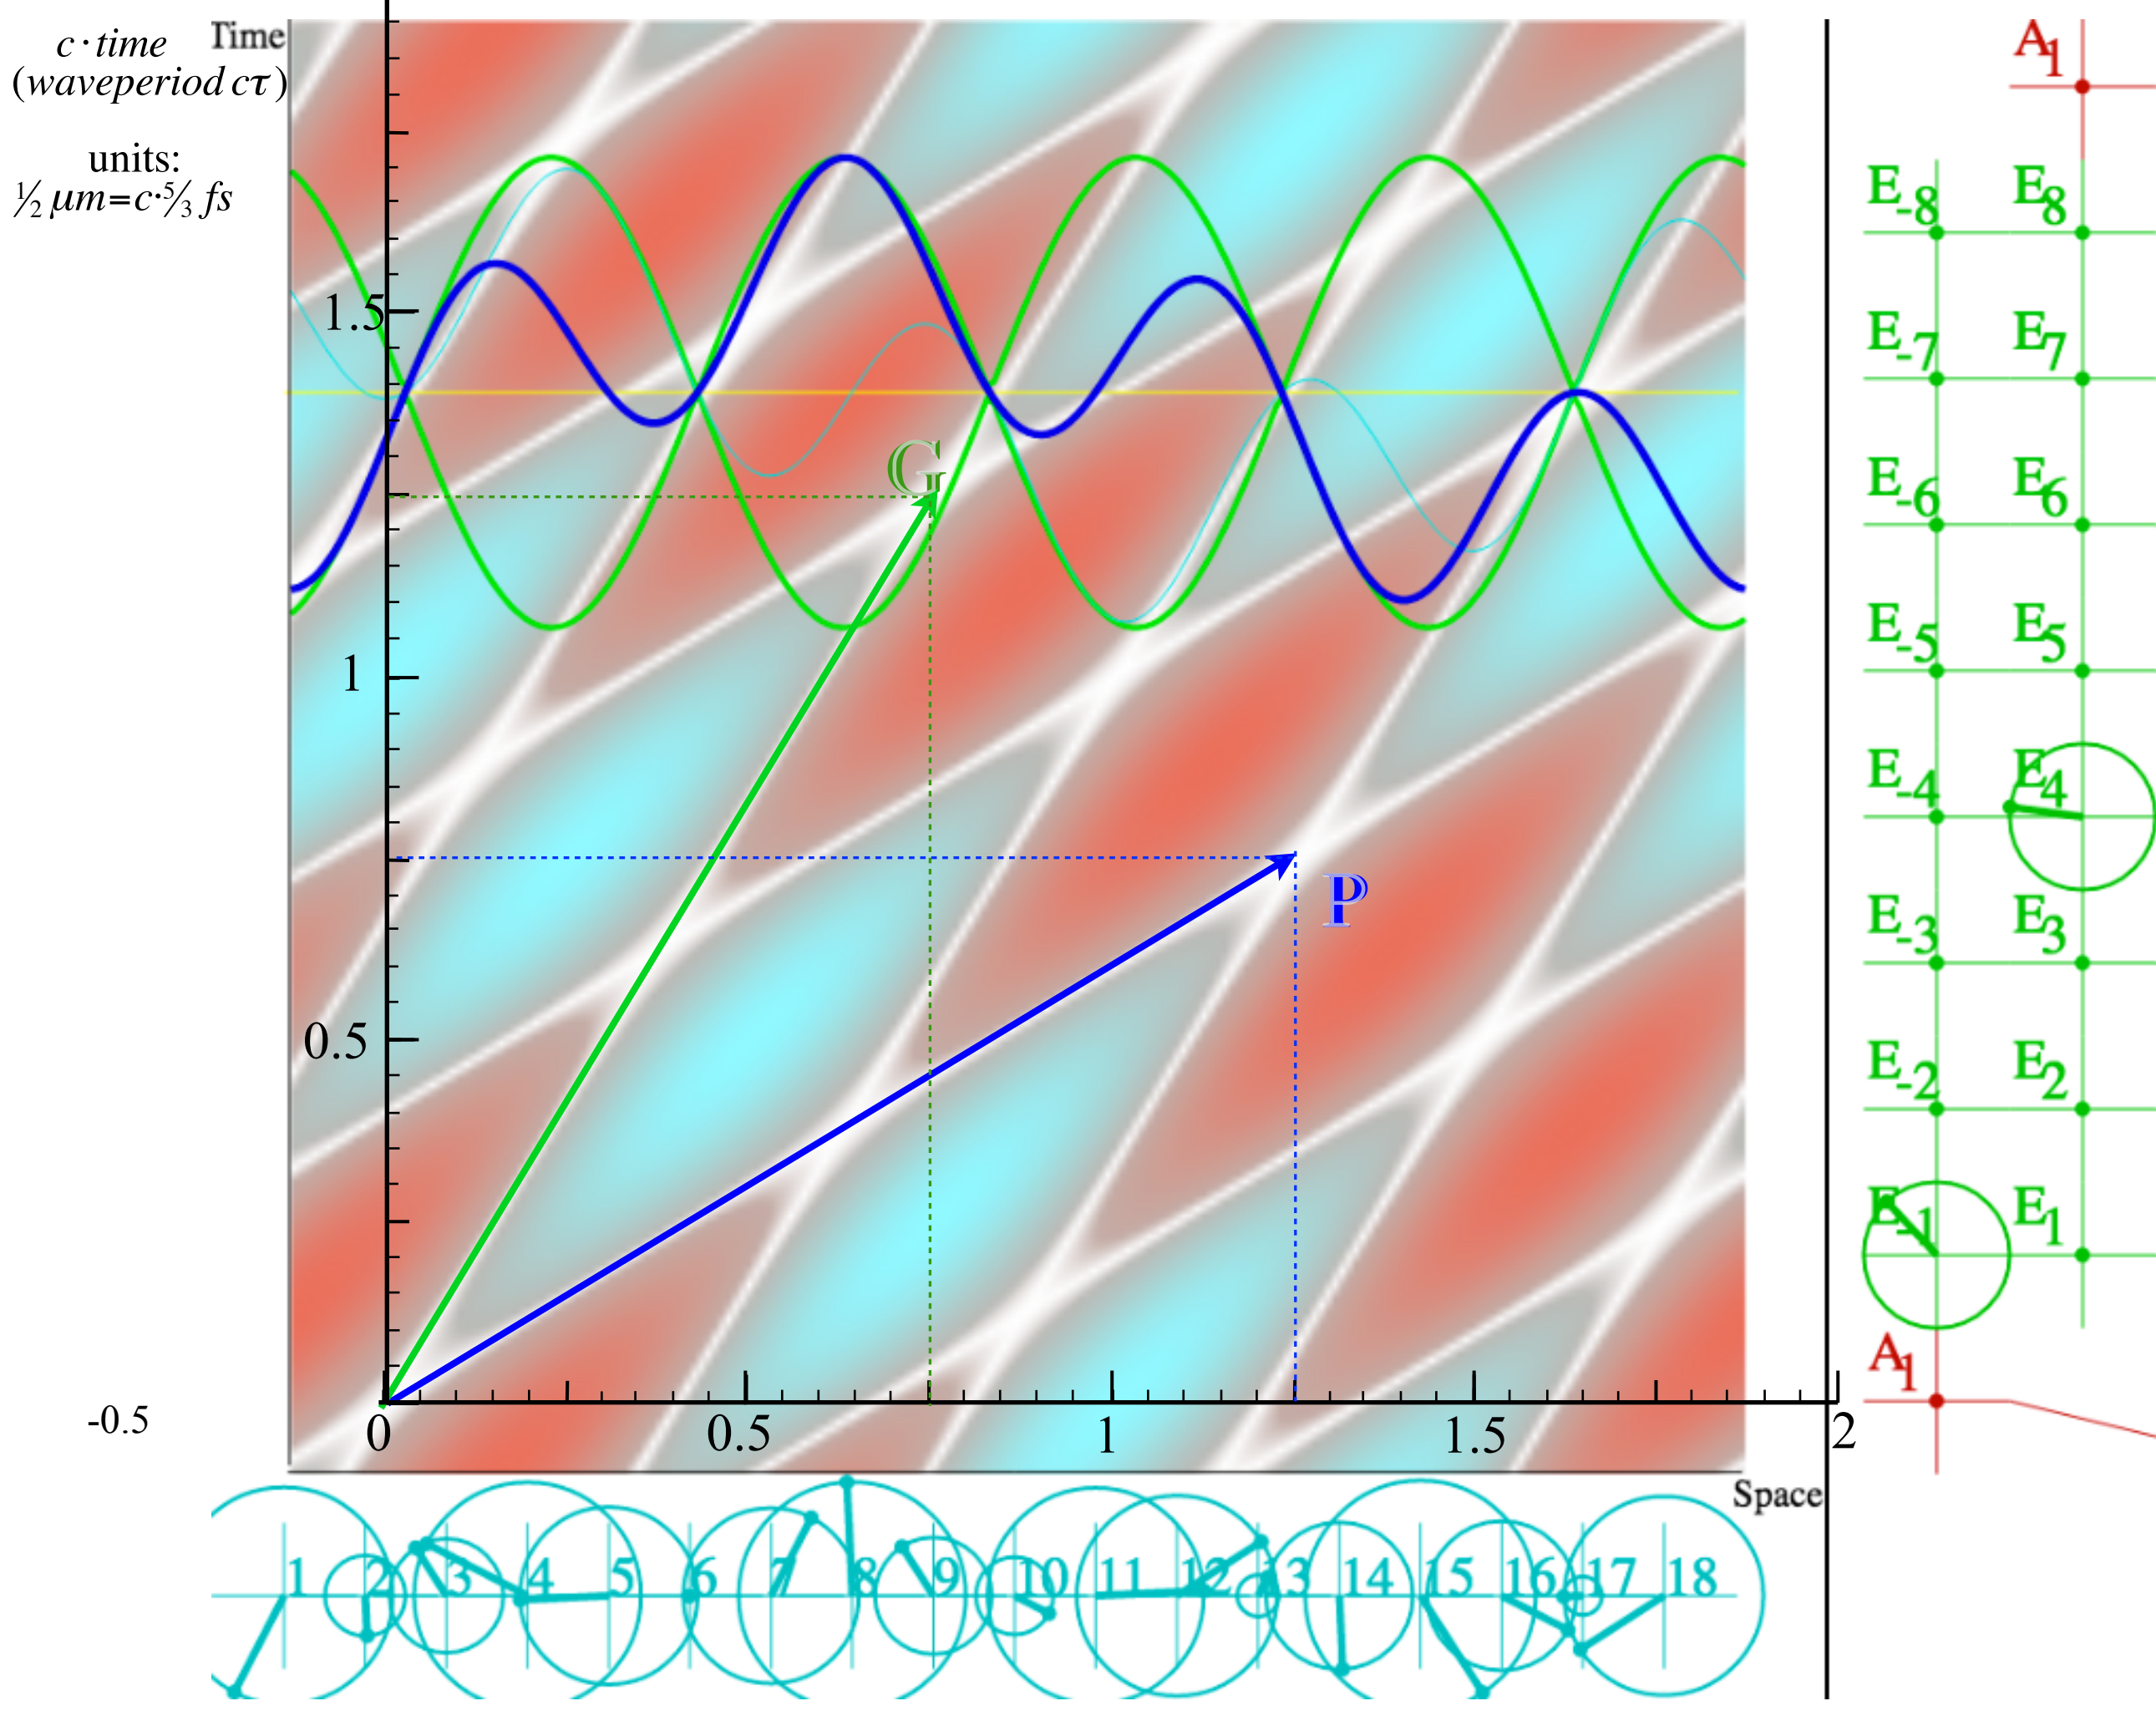 c · time
(waveperiod cτ)
Time
units:
½ μm=c·5⁄3 fs
1.5
1
0.5
-0.5
0
0.5
1
1.5
2
Space
G
P
A1
E-8 E8
E-7 E7
E-6 E6
E-5 E5
E-4 E4
E-3 E3
E-2 E2
E-1 E1
A1
1 2 3 4 5 6 7 8 9 10 11 12 13 14 15 16 17 18